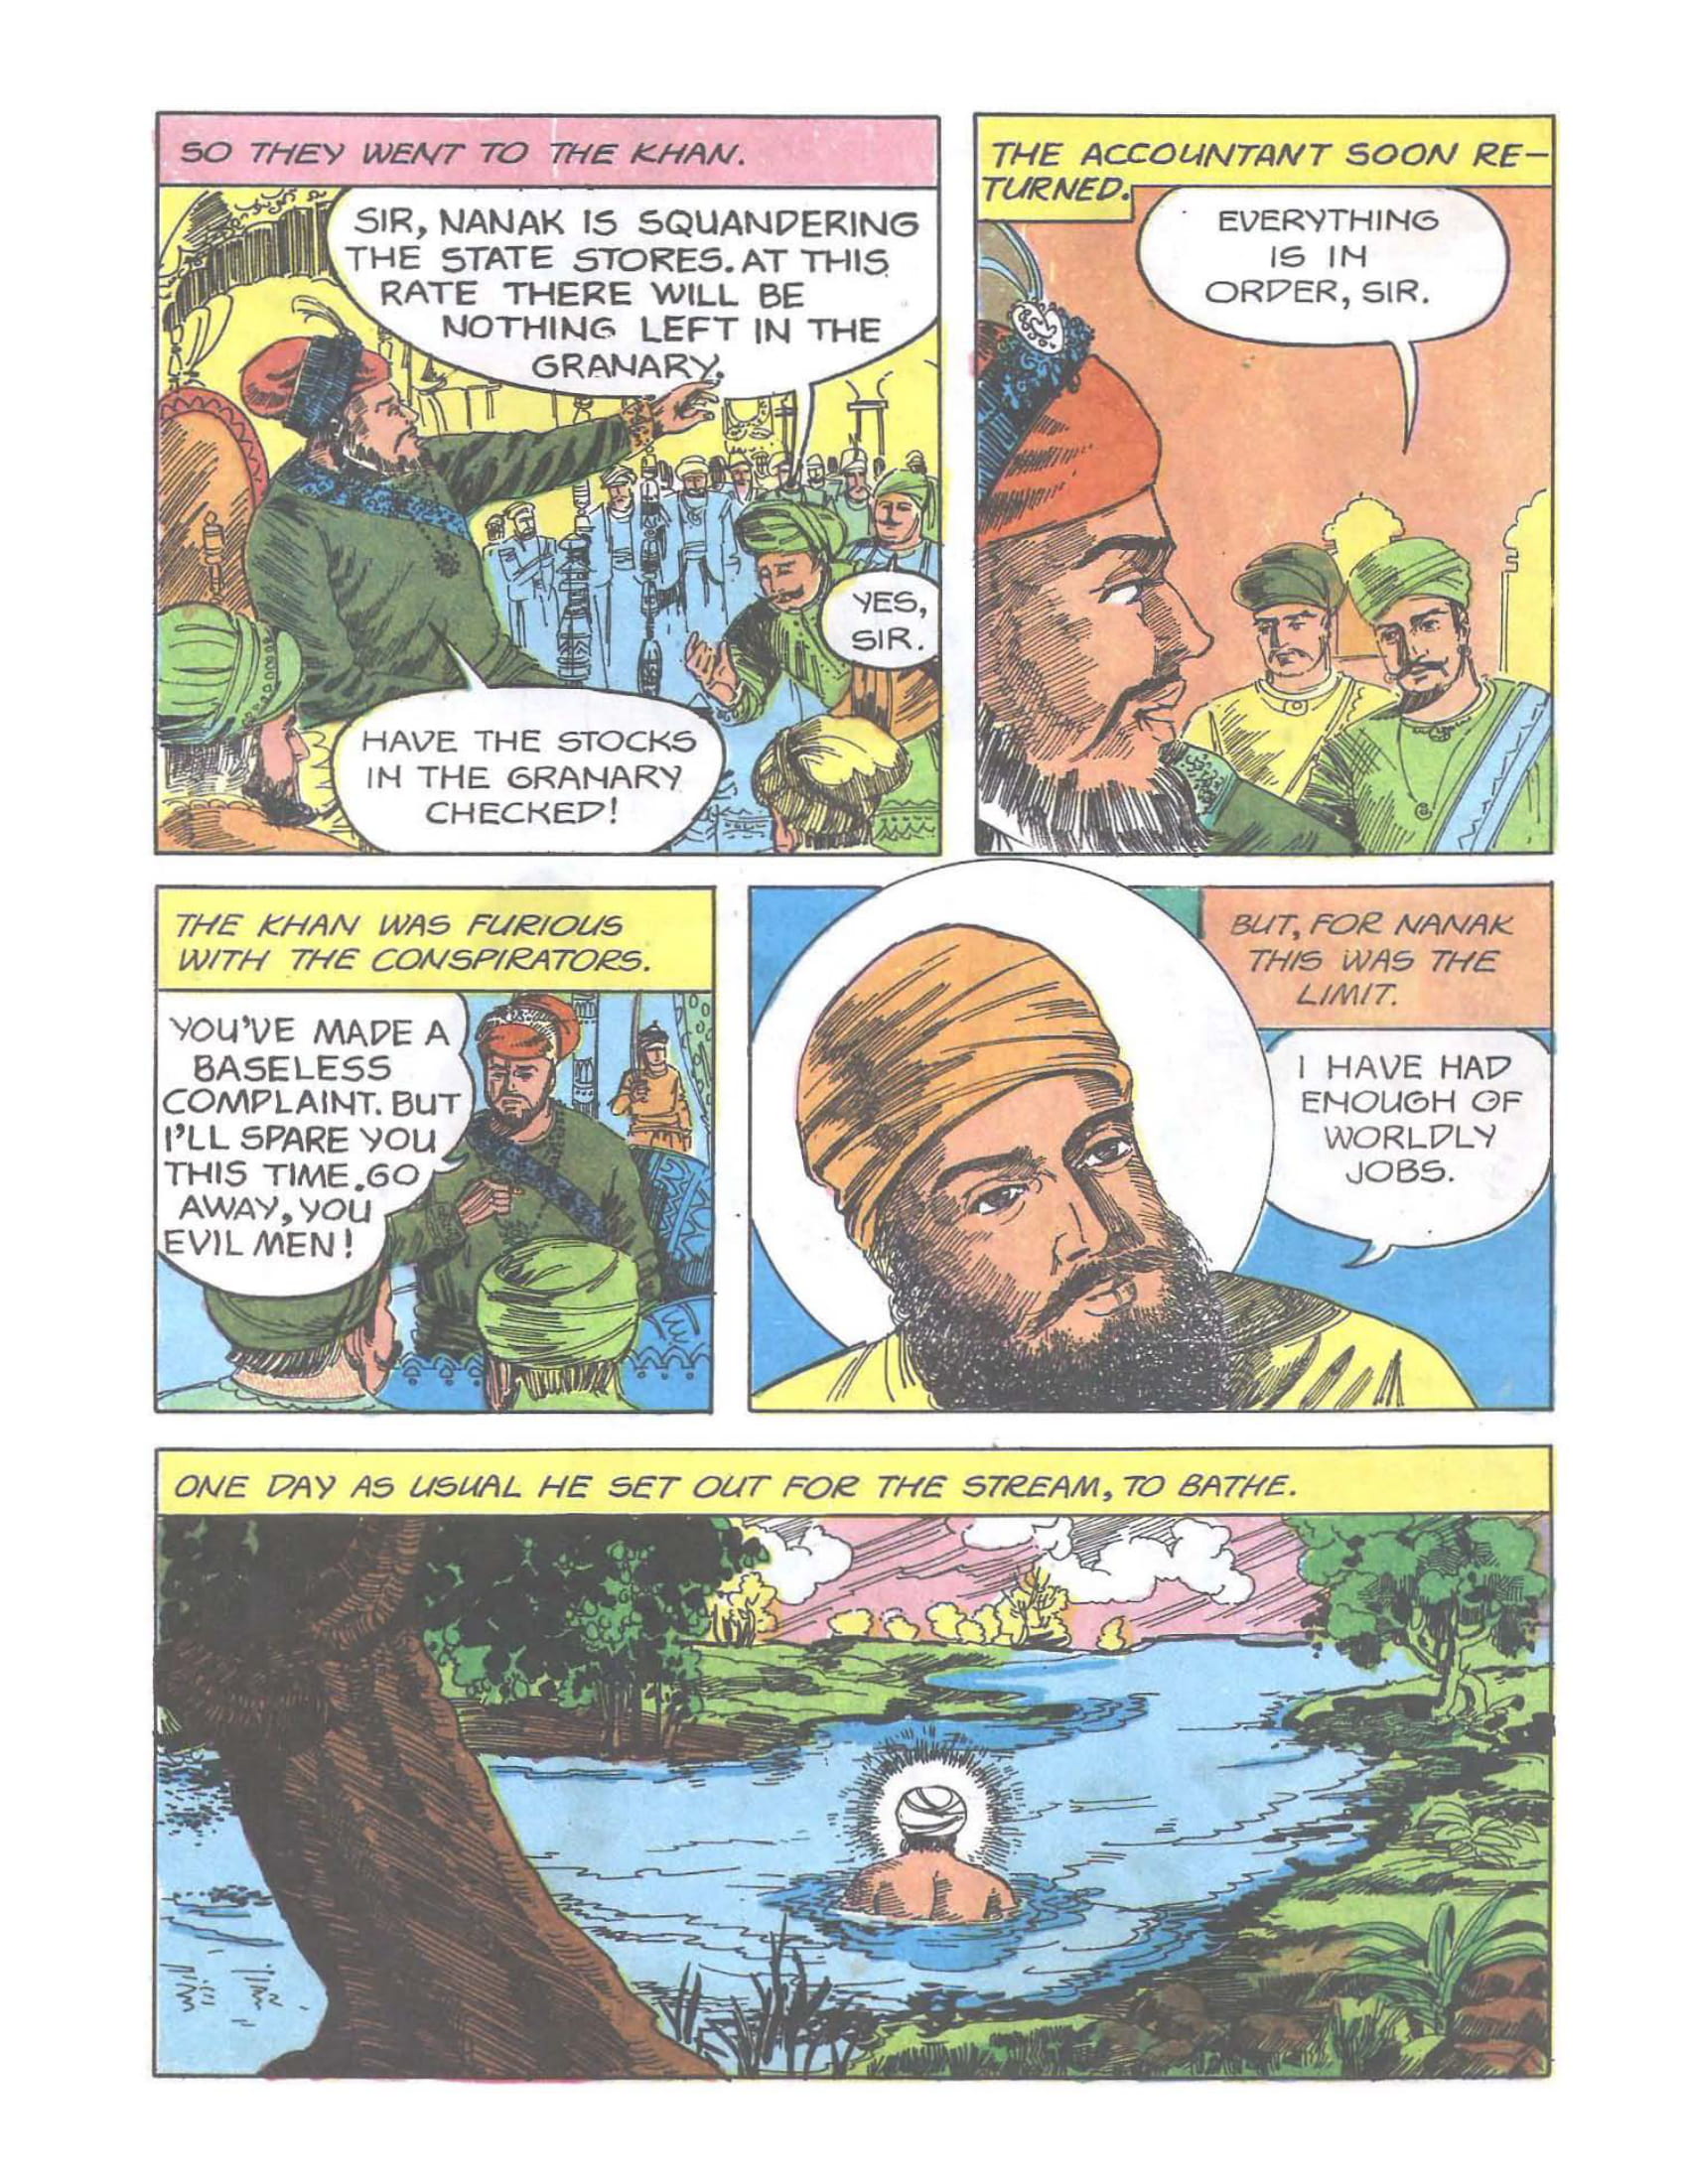 SO THEY WENT TO THE KHAN.
SIR, NANAK IS SQUANDERING
THE STATE STORES. AT THIS
RATE THERE WILL BE
NOTHING LEFT IN THE
GRANARY.
YES,
SIR.
HAVE THE STOCKS
IN THE GRANARY
CHECKED!
THE ACCOUNTANT SOON RE-
TURNED.
EVERYTHING
IS IN
ORDER, SIR.
THE KHAN WAS FURIOUS
WITH THE CONSPIRATORS.
YOU'VE MADE A
BASELESS
COMPLAINT. BUT
I'LL SPARE YOU
THIS TIME. GO
AWAY, YOU
EVIL MEN!
BUT, FOR NANAK
THIS WAS THE
LIMIT.
I HAVE HAD
ENOUGH OF
WORLDLY
JOBS.
ONE DAY AS USUAL HE SET OUT FOR THE STREAM, TO BATHE.